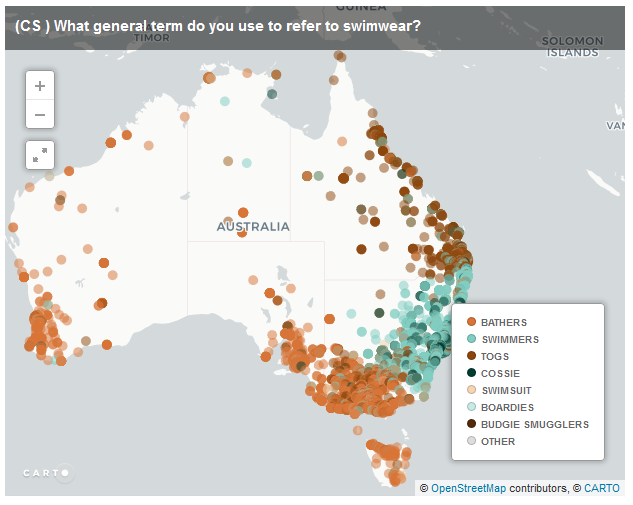 GUINEA
(CS ) What general term do you use to refer to swimwear?
TIMOR
SOLOMON
ISLANDS
+
−
VAN
AUSTRALIA
BATHERS
SWIMMERS
TOGS
COSSIE
SWIMSUIT
BOARDIES
BUDGIE SMUGGLERS
OTHER
CARTO
© OpenStreetMap contributors, © CARTO